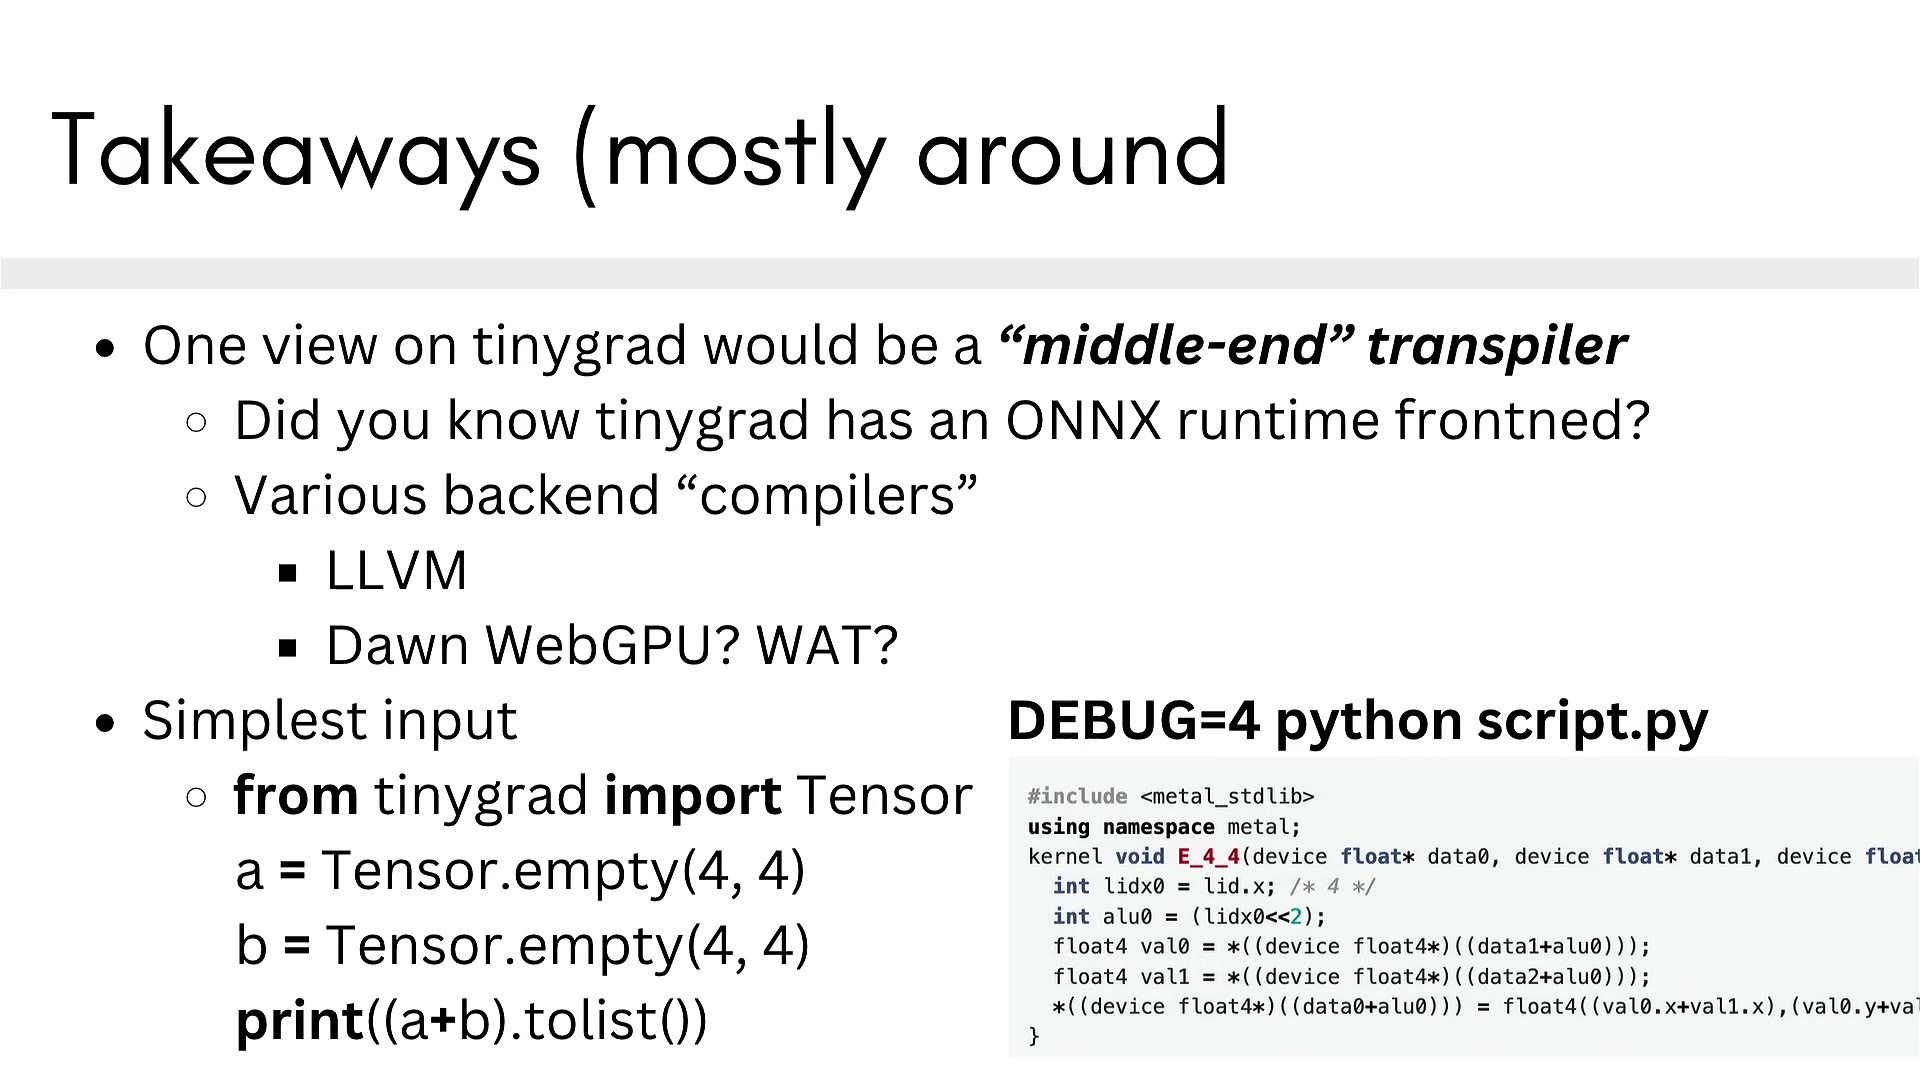 Takeaways (mostly around
One view on tinygrad would be a “middle-end” transpiler
Did you know tinygrad has an ONNX runtime frontned?
Various backend “compilers”
LLVM
Dawn WebGPU? WAT?
Simplest input
from tinygrad import Tensor
a = Tensor.empty(4, 4)
b = Tensor.empty(4, 4)
print((a+b).tolist())
DEBUG=4 python script.py
#include <metal_stdlib>
using namespace metal;
kernel void E_4_4(device float* data0, device float* data1, device float
  int lidx0 = lid.x; /* 4 */
  int alu0 = (lidx0<<2);
  float4 val0 = *((device float4*)((data1+alu0)));
  float4 val1 = *((device float4*)((data2+alu0)));
  *((device float4*)((data0+alu0))) = float4((val0.x+val1.x),(val0.y+va
}